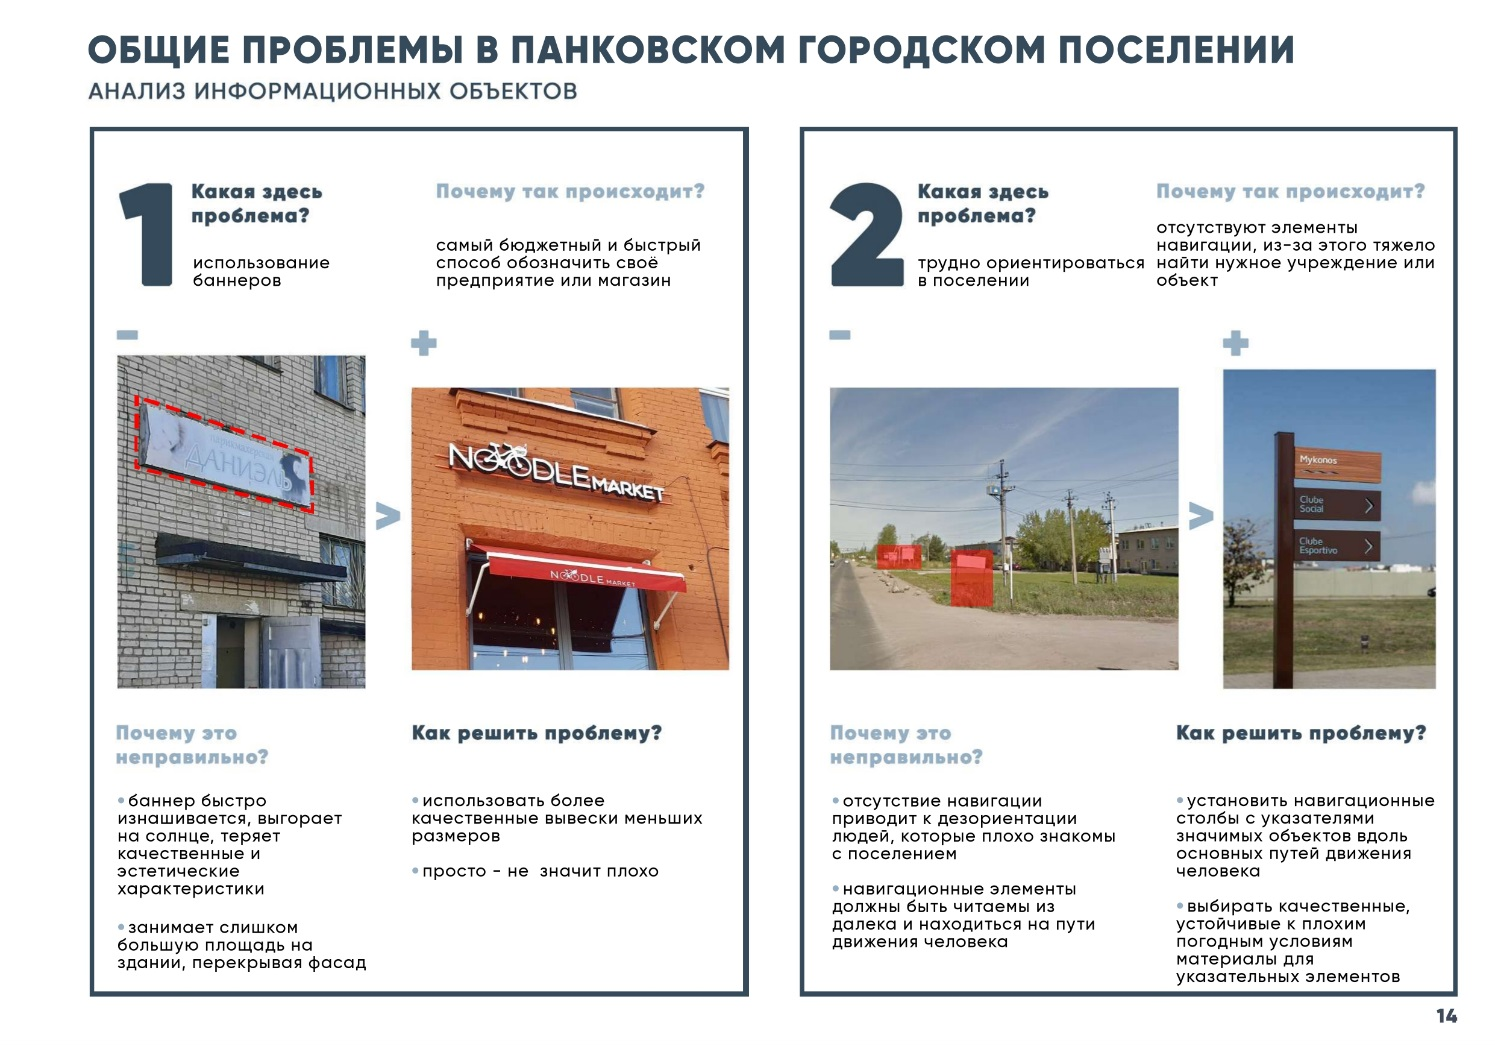 ОБЩИЕ ПРОБЛЕМЫ В ПАНКОВСКОМ ГОРОДСКОМ ПОСЕЛЕНИИ
АНАЛИЗ ИНФОРМАЦИОННЫХ ОБЪЕКТОВ
1
Какая здесь
проблема?
использование
баннеров
Почему так происходит?
самый бюджетный и быстрый
способ обозначить своё
предприятие или магазин
–
+
ДАНИЭЛЬ
>
NOODLE MARKET
NOODLE MARKET
Почему это
неправильно?
• баннер быстро
изнашивается, выгорает
на солнце, теряет
качественные и
эстетические
характеристики
• занимает слишком
большую площадь на
здании, перекрывая фасад
Как решить проблему?
• использовать более
качественные вывески меньших
размеров
• просто - не  значит плохо
2
Какая здесь
проблема?
трудно ориентироваться
в поселении
Почему так происходит?
отсутствуют элементы
навигации, из-за этого тяжело
найти нужное учреждение или
объект
–
+
>
Mykonos
Clube
Social
Clube
Esportivo
Почему это
неправильно?
• отсутствие навигации
приводит к дезориентации
людей, которые плохо знакомы
с поселением
• навигационные элементы
должны быть читаемы из
далека и находиться на пути
движения человека
Как решить проблему?
• установить навигационные
столбы с указателями
значимых объектов вдоль
основных путей движения
человека
• выбирать качественные,
устойчивые к плохим
погодным условиям
материалы для
указательных элементов
14